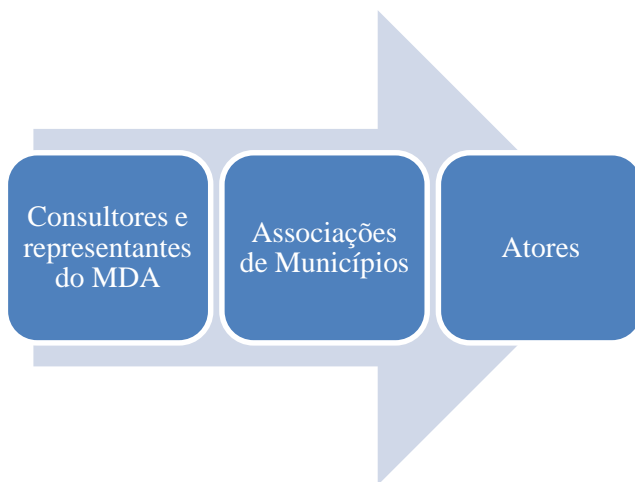 Consultores e
representantes
do MDA
Associações
de Municípios
Atores